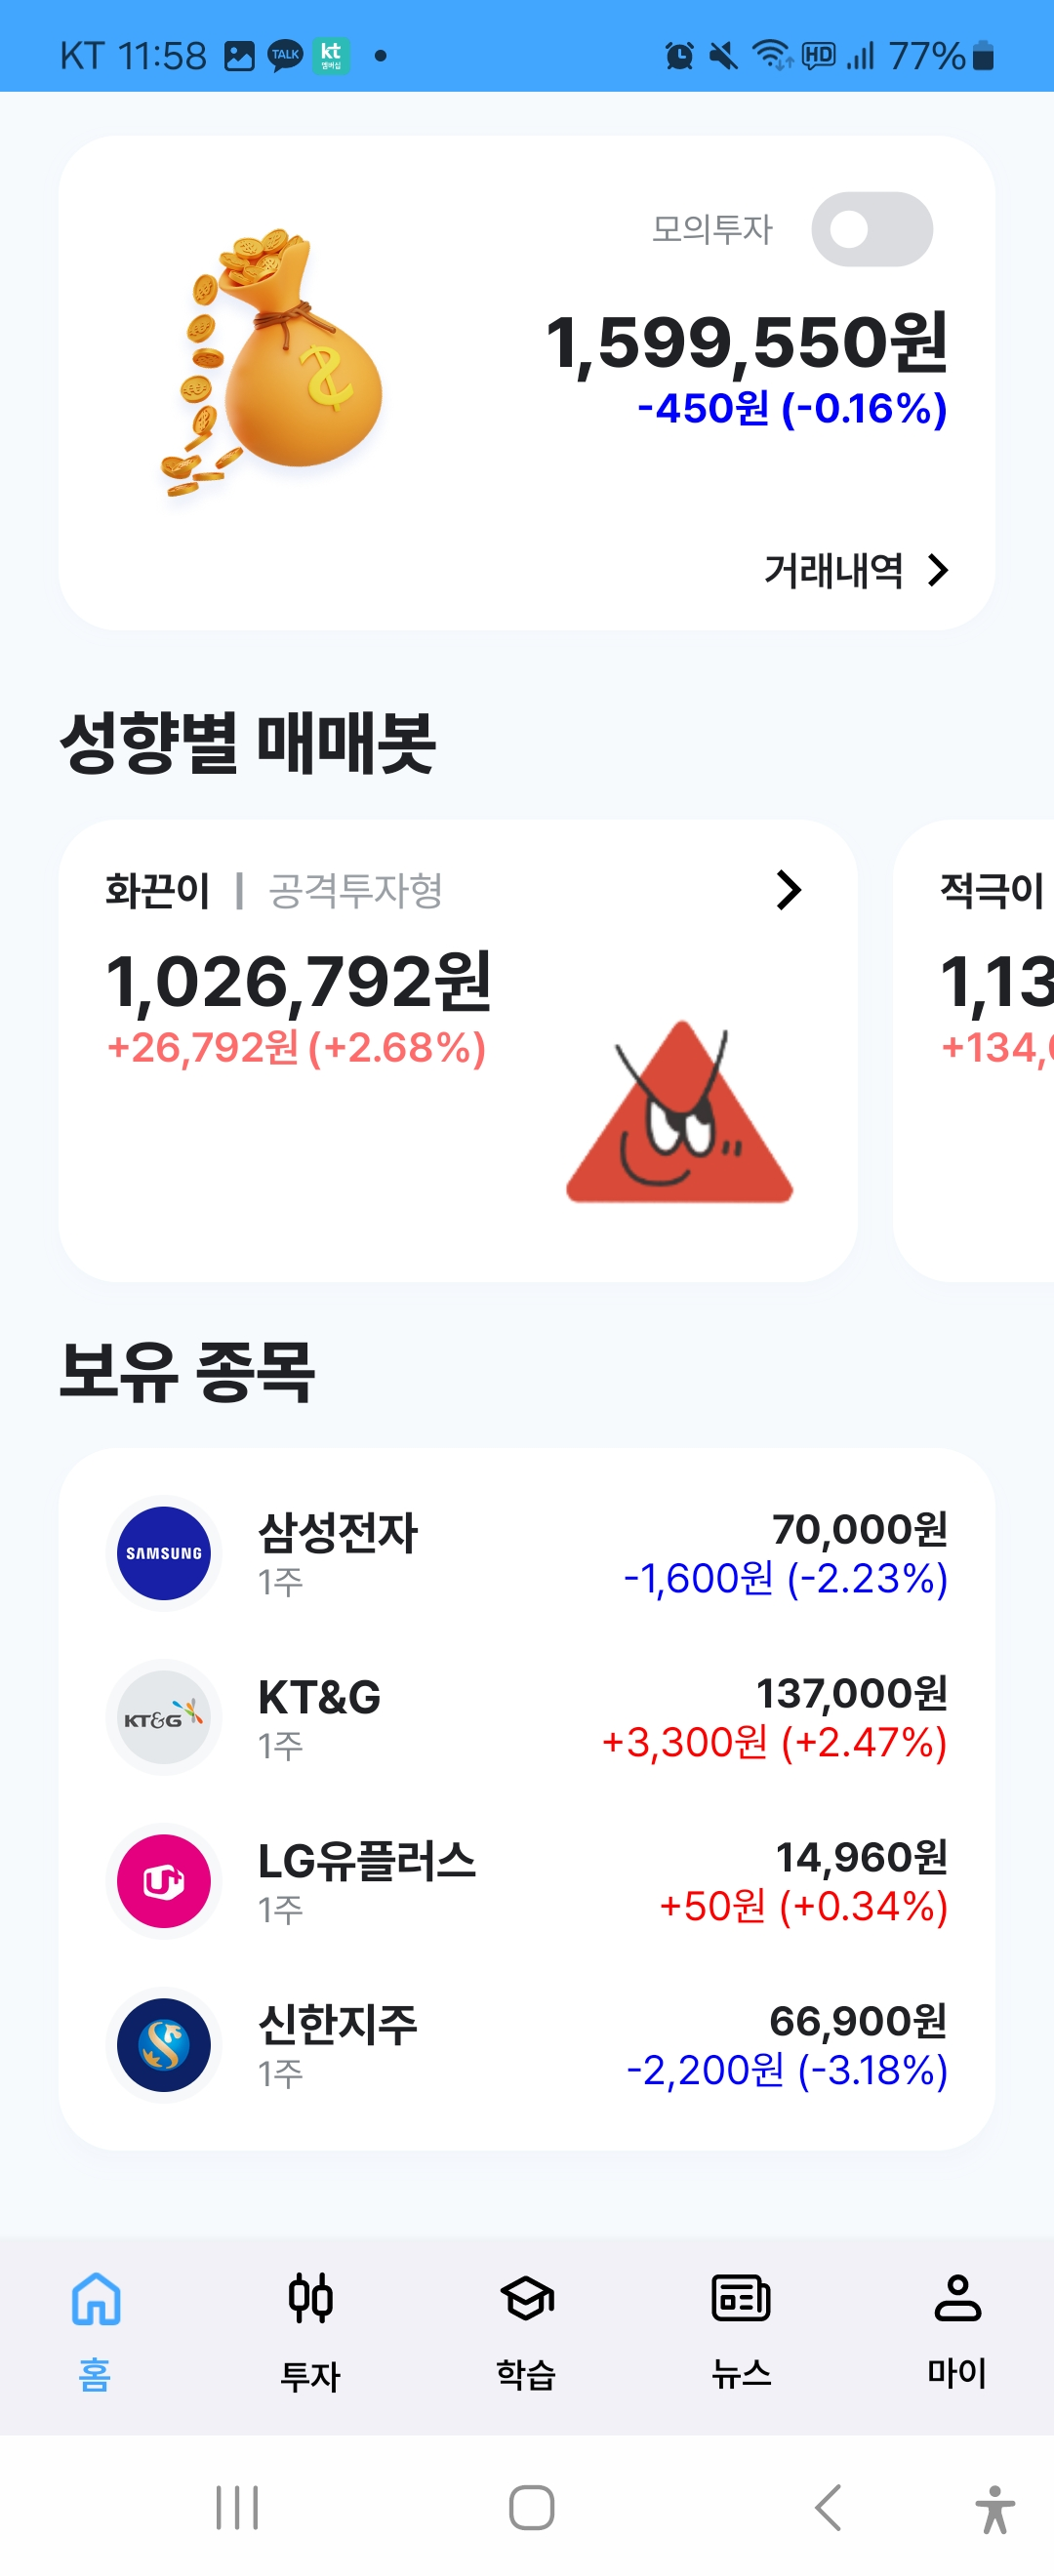 KT 11:58 TALK kt 멤버십 HD 77%
모의투자
1,599,550원
-450원 (-0.16%)
거래내역
성향별 매매봇
화끈이 | 공격투자형
1,026,792원
+26,792원 (+2.68%)
적극이
1,13
+134,
보유 종목
SAMSUNG
삼성전자
1주
70,000원
-1,600원 (-2.23%)
KT&G
KT&G
1주
137,000원
+3,300원 (+2.47%)
U+
LG유플러스
1주
14,960원
+50원 (+0.34%)
신한지주
1주
66,900원
-2,200원 (-3.18%)
홈 투자 학습 뉴스 마이